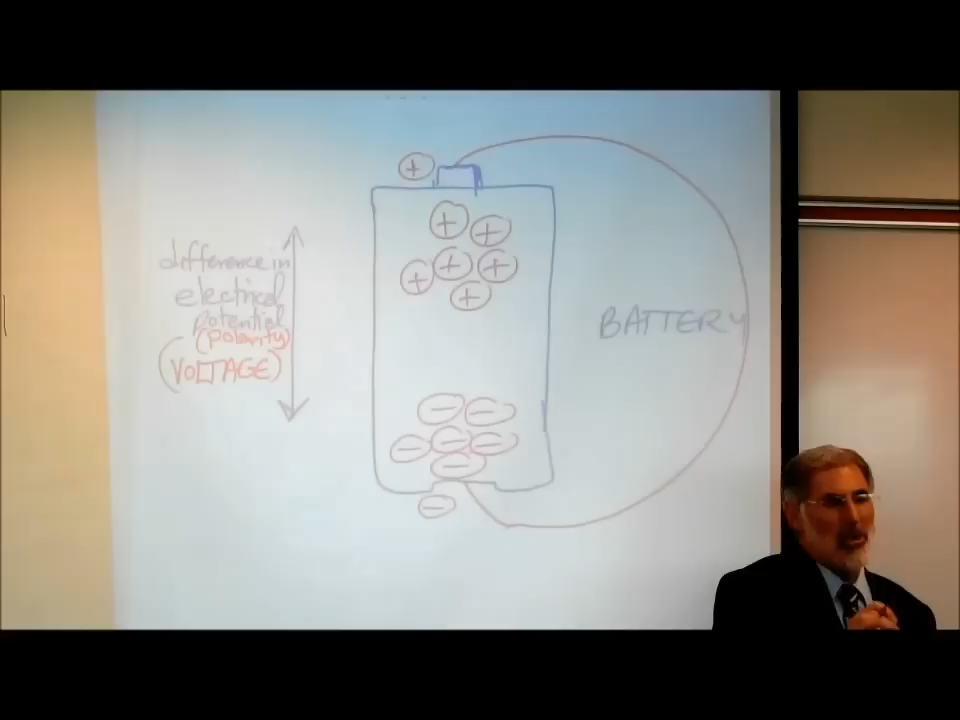 difference in
electrical
potential
(polarity)
(VOLTAGE)
+
+
+
+
+
+
+
BATTERY
−
−
−
−
−
−
−